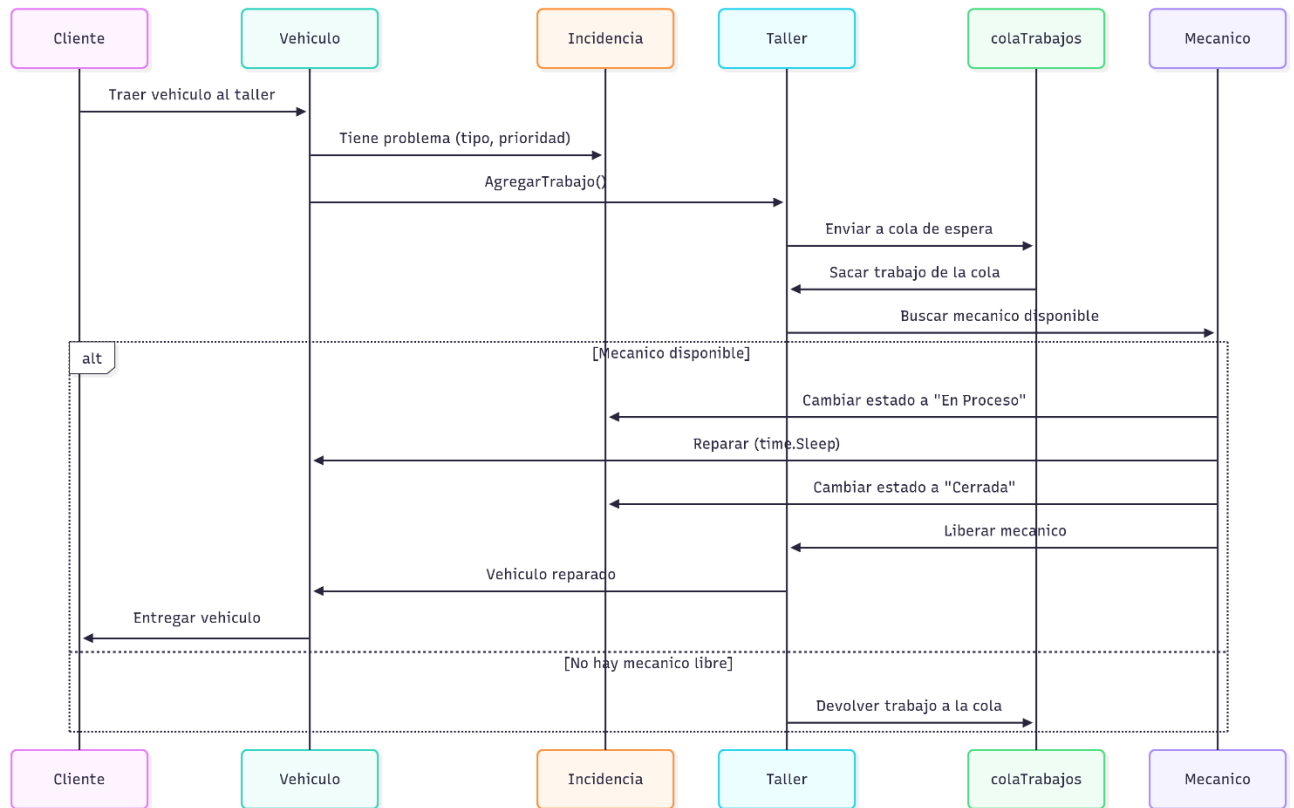 Cliente
Vehiculo
Incidencia
Taller
colaTrabajos
Mecanico
Traer vehiculo al taller
Tiene problema (tipo, prioridad)
AgregarTrabajo()
Enviar a cola de espera
Sacar trabajo de la cola
Buscar mecanico disponible
alt
[Mecanico disponible]
Cambiar estado a "En Proceso"
Reparar (time.Sleep)
Cambiar estado a "Cerrada"
Liberar mecanico
Vehiculo reparado
Entregar vehiculo
[No hay mecanico libre]
Devolver trabajo a la cola
Cliente
Vehiculo
Incidencia
Taller
colaTrabajos
Mecanico